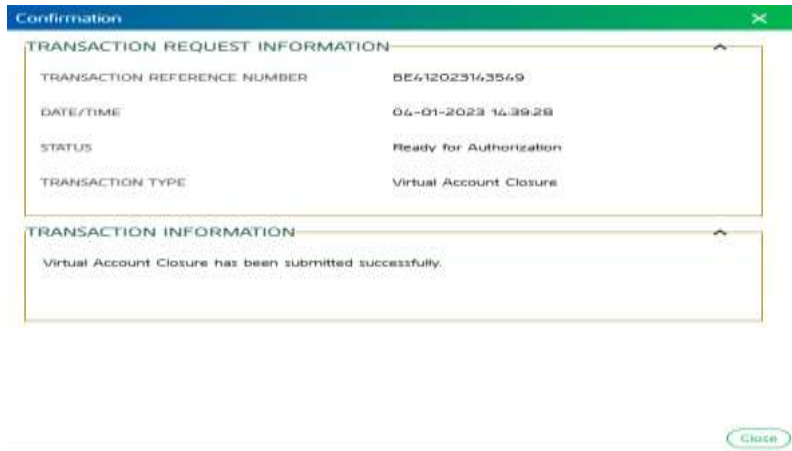 Confirmation
TRANSACTION REQUEST INFORMATION
TRANSACTION REFERENCE NUMBER BE412023143549
DATE/TIME 04-01-2023 14:39:28
STATUS Ready for Authorization
TRANSACTION TYPE Virtual Account Closure
TRANSACTION INFORMATION
Virtual Account Closure has been submitted successfully.
Close